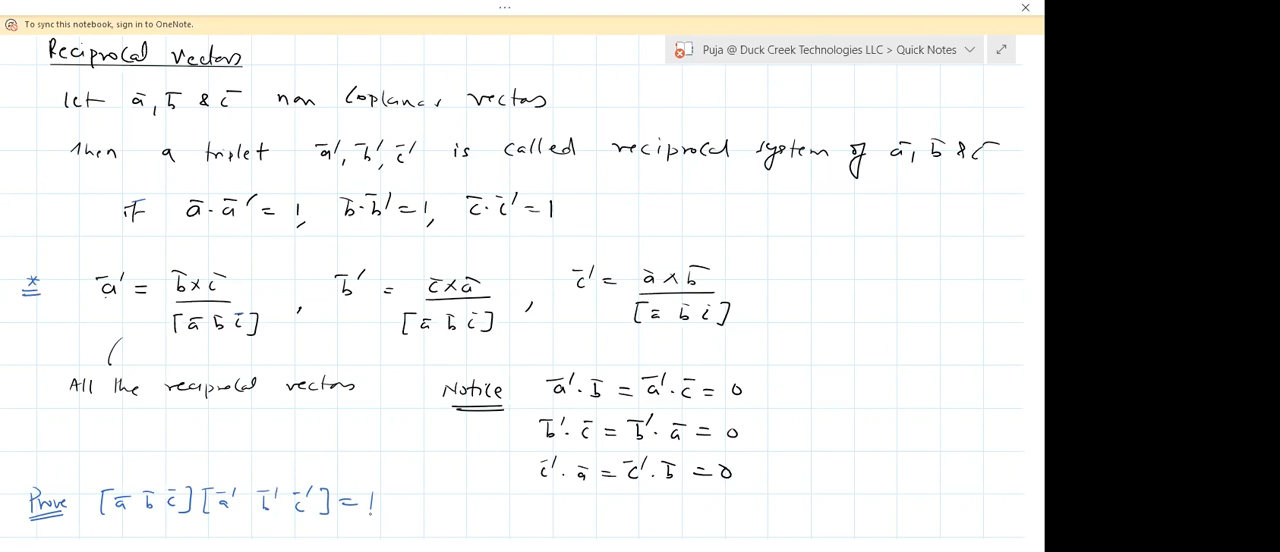 To sync this notebook, sign in to OneNote.
Puja @ Duck Creek Technologies LLC > Quick Notes
Reciprocal vectors
let a̅, b̅ & c̅ non coplanar vectors
Then a triplet a̅', b̅', c̅' is called reciprocal system of a̅, b̅ & c̅
if a̅·a̅' = 1, b̅·b̅' = 1, c̅·c̅' = 1
* a̅' = b̅×c̅/[a̅ b̅ c̅], b̅' = c̅×a̅/[a̅ b̅ c̅], c̅' = a̅×b̅/[a̅ b̅ c̅]
All the reciprocal vectors
Notice a̅'·b̅ = a̅'·c̅ = 0
b̅'·c̅ = b̅'·a̅ = 0
c̅'·a̅ = c̅'·b̅ = 0
Prove [a̅ b̅ c̅][a̅' b̅' c̅'] = 1